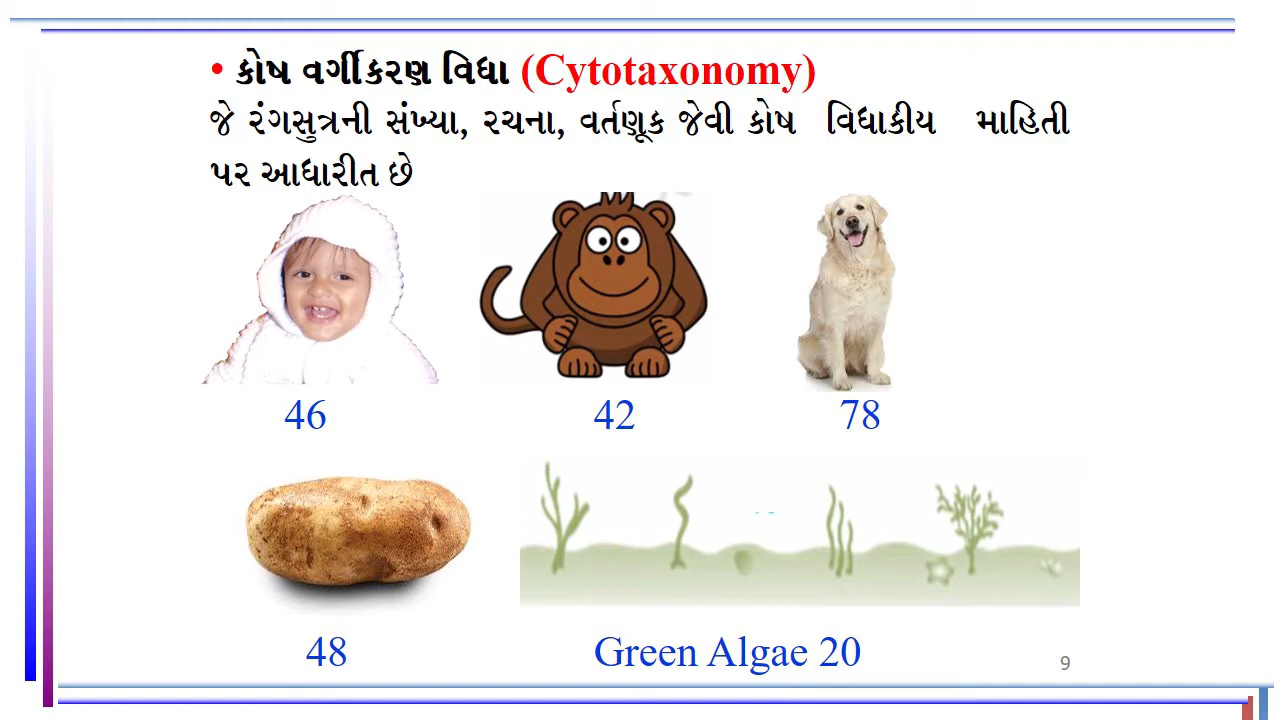 • કોષ વર્ગીકરણ વિધા (Cytotaxonomy)
જે રંગસુત્રની સંખ્યા, રચના, વર્તણૂક જેવી કોષ વિધાકીય માહિતી
પર આધારીત છે
46 42 78
48 Green Algae 20
9